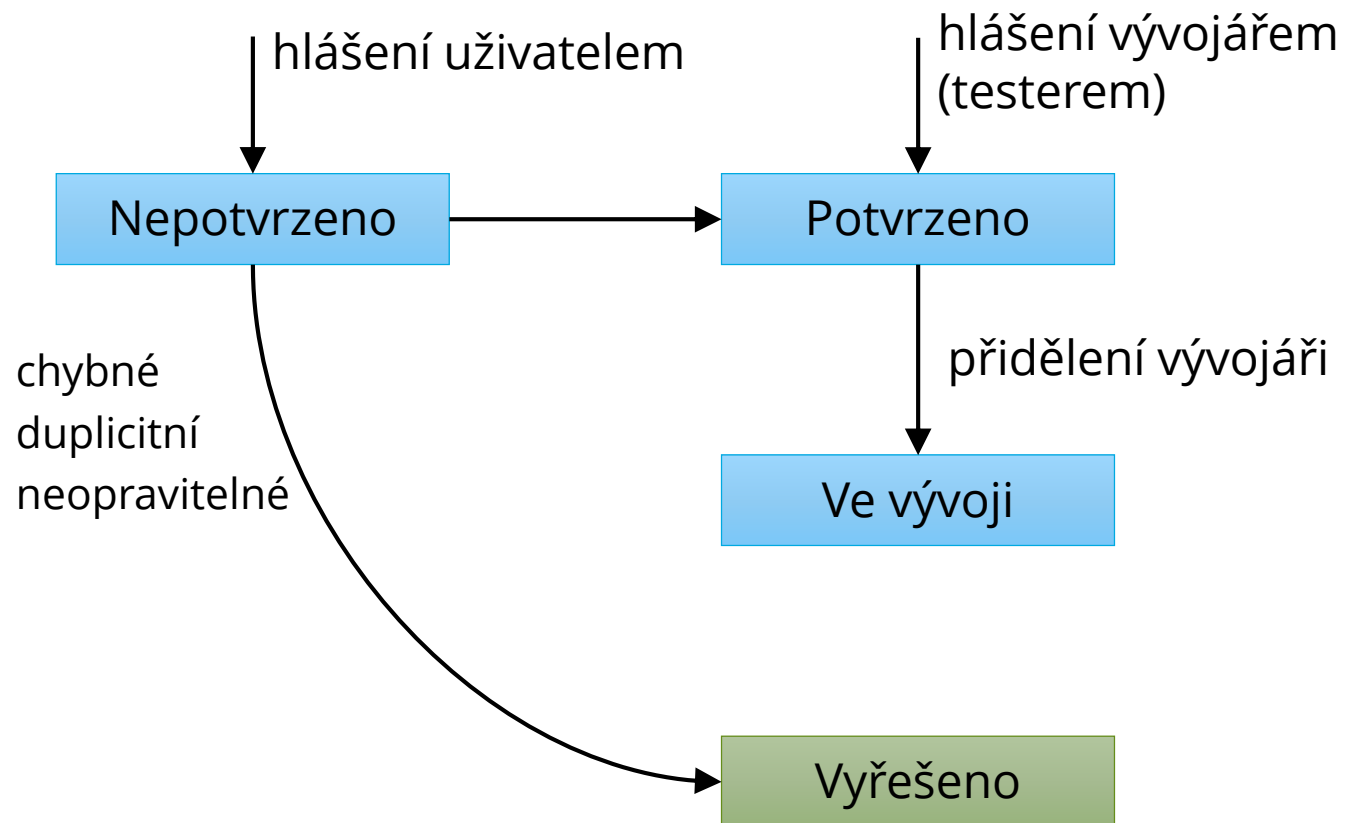 hlášení uživatelem
hlášení vývojářem
(testerem)
Nepotvrzeno
Potvrzeno
přidělení vývojáři
chybné
duplicitní
neopravitelné
Ve vývoji
Vyřešeno